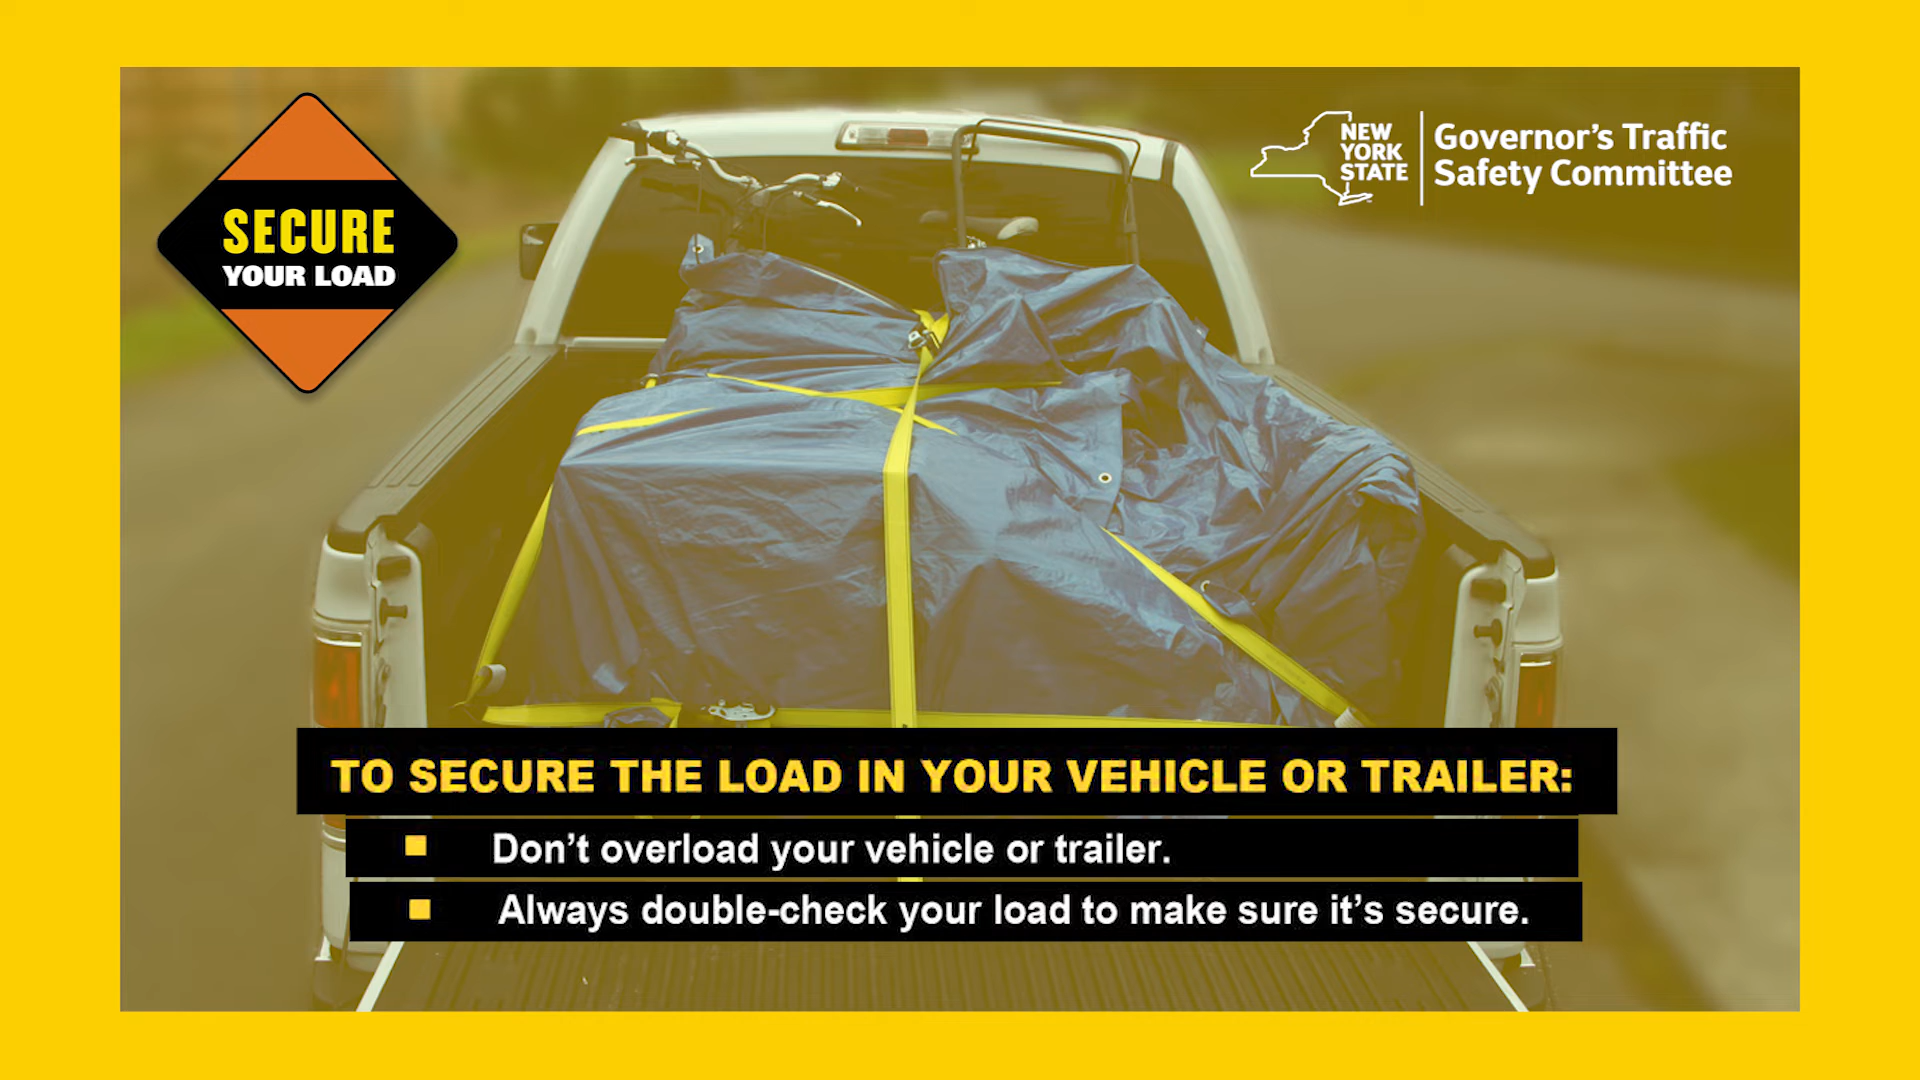 SECURE
YOUR LOAD
NEW
YORK
STATE
Governor's Traffic
Safety Committee
TO SECURE THE LOAD IN YOUR VEHICLE OR TRAILER:
Don't overload your vehicle or trailer.
Always double-check your load to make sure it's secure.